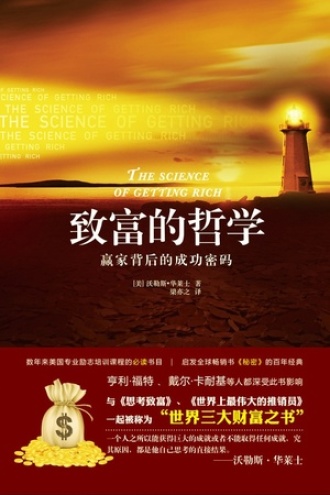 THE SCIENCE OF GETTING RICH
SCIENCE OF GETTING RICH
THE SCIENCE OF GETTING RICH
THE SCIENCE OF GETTING RICH
THE SCIENCE
OF GETTING RICH
致富的哲学
赢家背后的成功密码
[美] 沃勒斯·华莱士 著
梁亦之 译
数年来美国专业励志培训课程的必读书目 | 启发全球畅销书《秘密》的百年经典
亨利·福特、戴尔·卡耐基等人都深受此书影响
与《思考致富》、《世界上最伟大的推销员》
一起被称为“世界三大财富之书”
$
一个人之所以能获得巨大的成就或者不能取得任何成就,究
其原因,都是他自己思考的直接结果。
——沃勒斯·华莱士